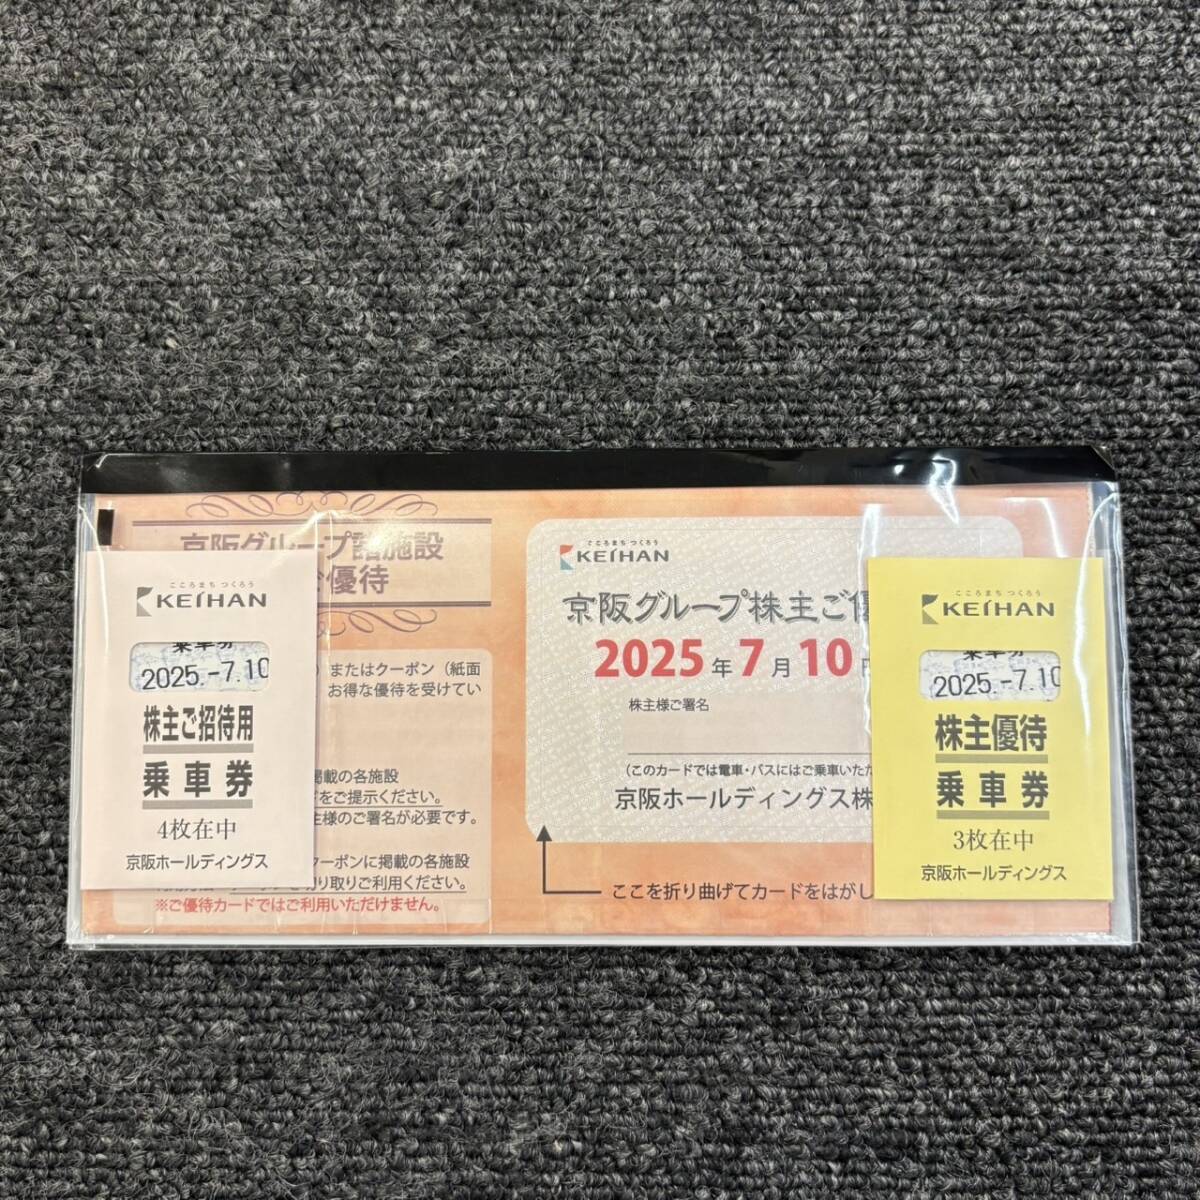 京阪グループ諸施設
ご優待
こころまち つくろう
KEIHAN
乗車券
2025.-7.10
株主ご招待用
乗車券
4枚在中
京阪ホールディングス
またはクーポン（紙面
お得な優待を受けてい
掲載の各施設
をご提示ください。
主様のご署名が必要です。
クーポンに掲載の各施設
切り取りご利用ください。
※ご優待カードではご利用いただけません。
こころまち つくろう
KEIHAN
京阪グループ株主ご優
2025年7月10
株主様ご署名
（このカードでは電車・バスにはご乗車いただ
京阪ホールディングス株
ここを折り曲げてカードをはがし
こころまち つくろう
KEIHAN
乗車券
2025.-7.10
株主優待
乗車券
3枚在中
京阪ホールディングス